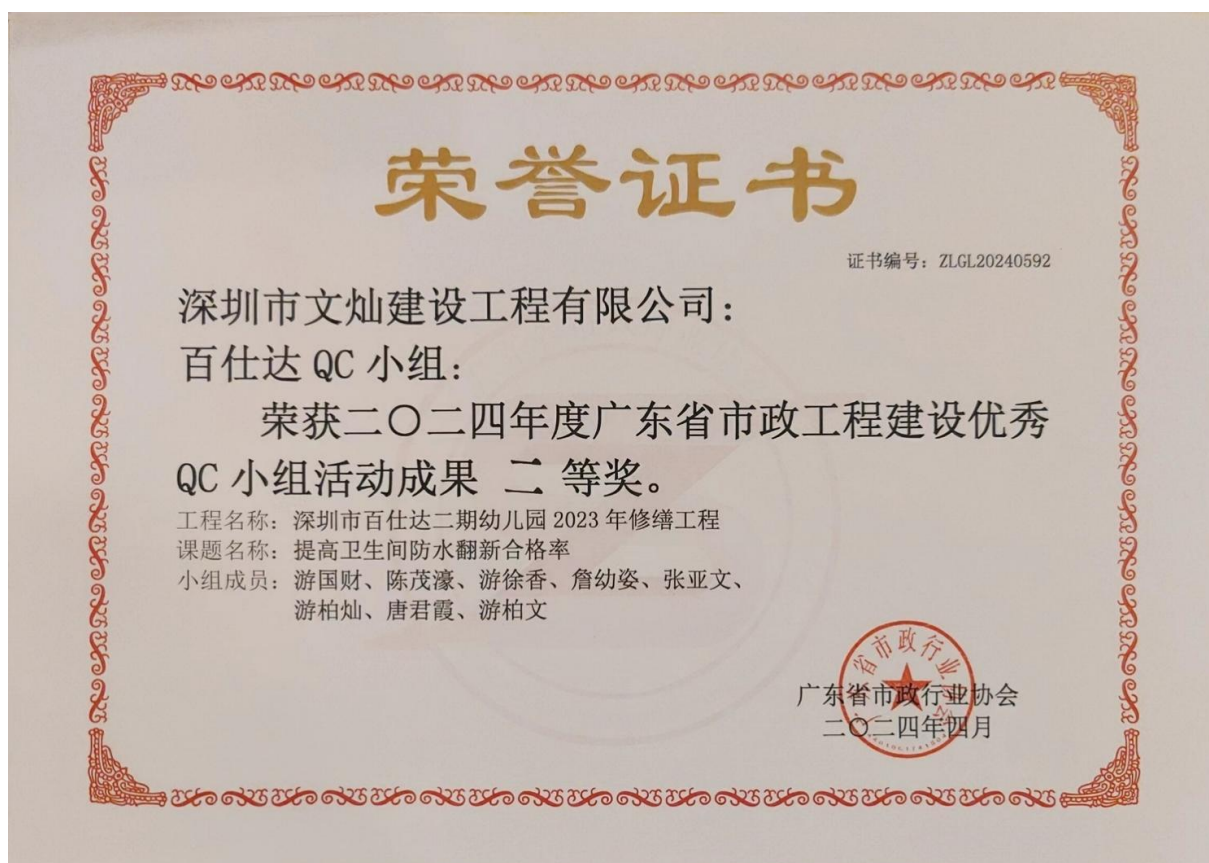 荣誉证书
证书编号：ZLGL20240592
深圳市文灿建设工程有限公司：
百仕达 QC 小组：
荣获二〇二四年度广东省市政工程建设优秀
QC 小组活动成果 二 等奖。
工程名称：深圳市百仕达二期幼儿园 2023 年修缮工程
课题名称：提高卫生间防水翻新合格率
小组成员：游国财、陈茂濠、游徐香、詹幼姿、张亚文、
游柏灿、唐君霞、游柏文
广东省市政行业协会
二〇二四年四月